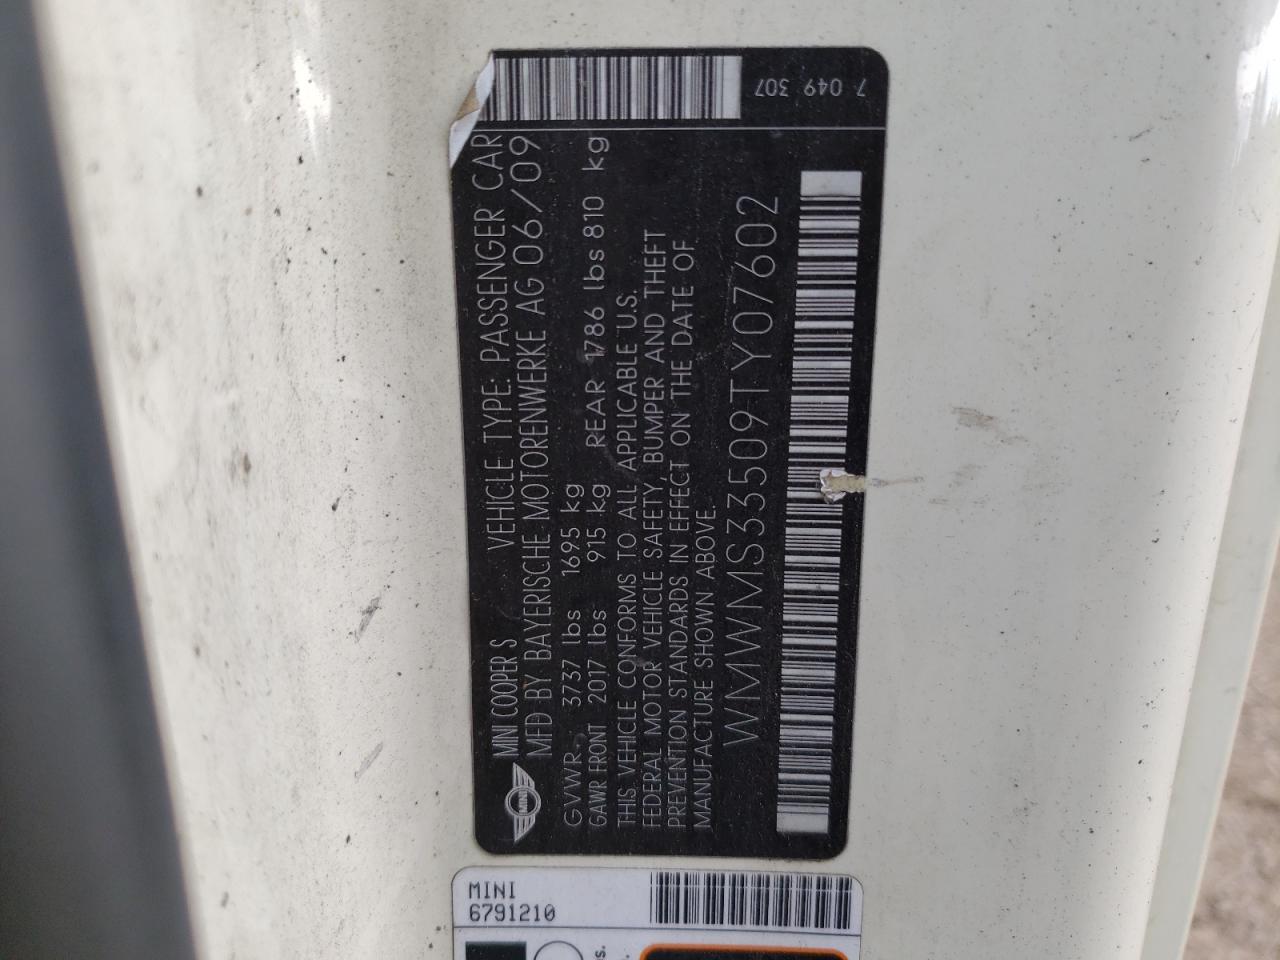 MINI COOPER S VEHICLE TYPE: PASSENGER CAR
MFD BY BAYERISCHE MOTORENWERKE AG 06/09
GVWR 3737 lbs 1695 kg
GAWR FRONT 2017 lbs 915 kg REAR 1786 lbs 810 kg
THIS VEHICLE CONFORMS TO ALL APPLICABLE U.S.
FEDERAL MOTOR VEHICLE SAFETY, BUMPER AND THEFT
PREVENTION STANDARDS IN EFFECT ON THE DATE OF
MANUFACTURE SHOWN ABOVE.
WMWMS33509TY07602
7 049 307
MINI
MINI
6791210